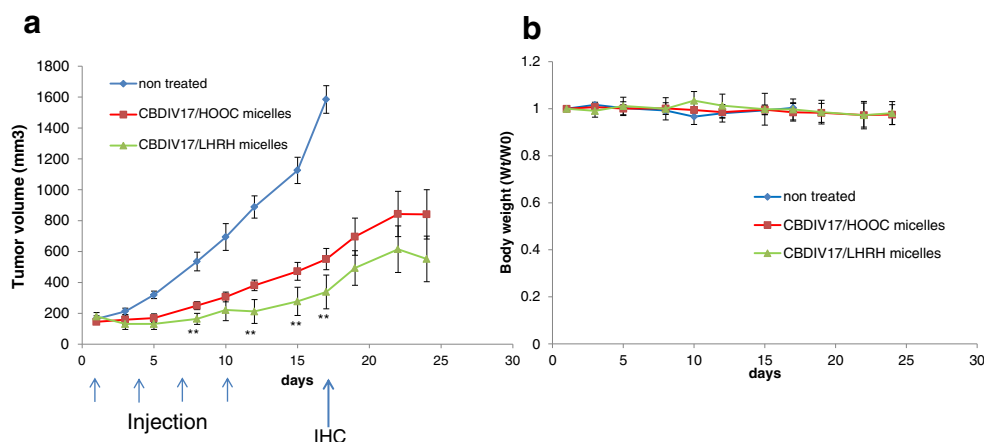 a
1800
1600
1400
1200
1000
800
600
400
200
0
Tumor volume (mm3)
non treated
CBDIV17/HOOC micelles
CBDIV17/LHRH micelles
** ** ** **
0 5 10 15 20 25 30
days
Injection
IHC
b
1.2
1
0.8
0.6
0.4
0.2
0
Body weight (Wt/W0)
non treated
CBDIV17/HOOC micelles
CBDIV17/LHRH micelles
0 5 10 15 20 25 30
days